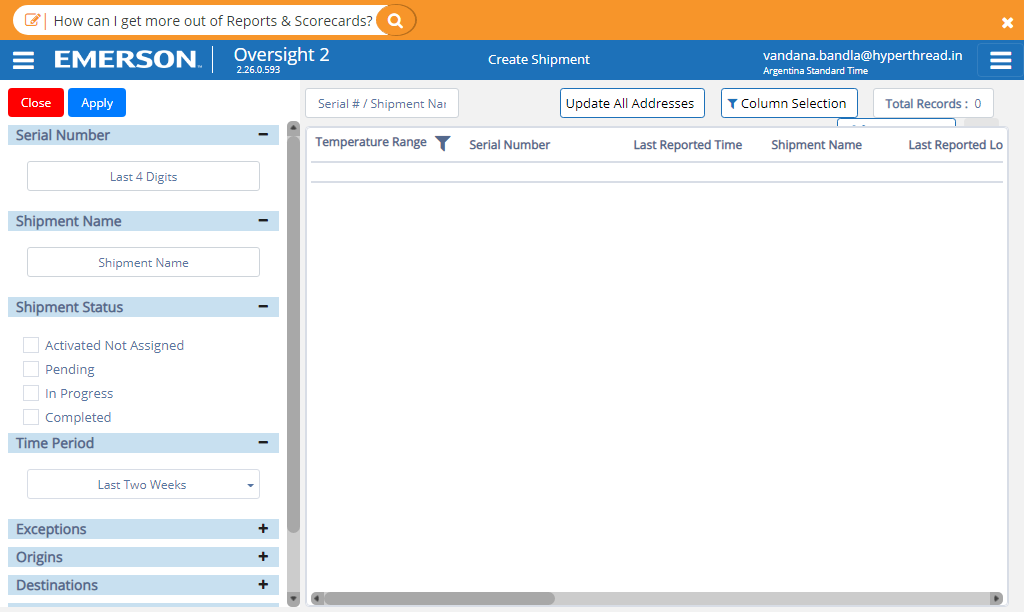 How can I get more out of Reports & Scorecards?
EMERSON™
Oversight 2
2.26.0.593
Create Shipment
vandana.bandla@hyperthread.in
Argentina Standard Time
Close
Apply
Serial Number
Last 4 Digits
Shipment Name
Shipment Name
Shipment Status
Activated Not Assigned
Pending
In Progress
Completed
Time Period
Last Two Weeks
Exceptions
Origins
Destinations
Serial # / Shipment Nar
Update All Addresses
Column Selection
Total Records : 0
Temperature Range
Serial Number
Last Reported Time
Shipment Name
Last Reported Lo